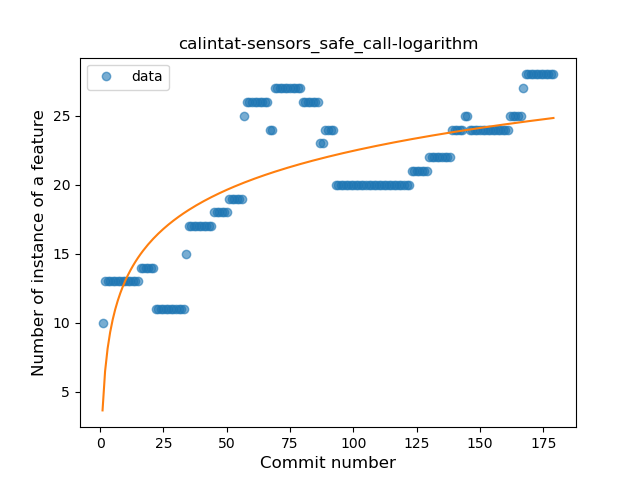 calintat-sensors_safe_call-logarithm
data
Number of instance of a feature
25
20
15
10
5
0 25 50 75 100 125 150 175
Commit number